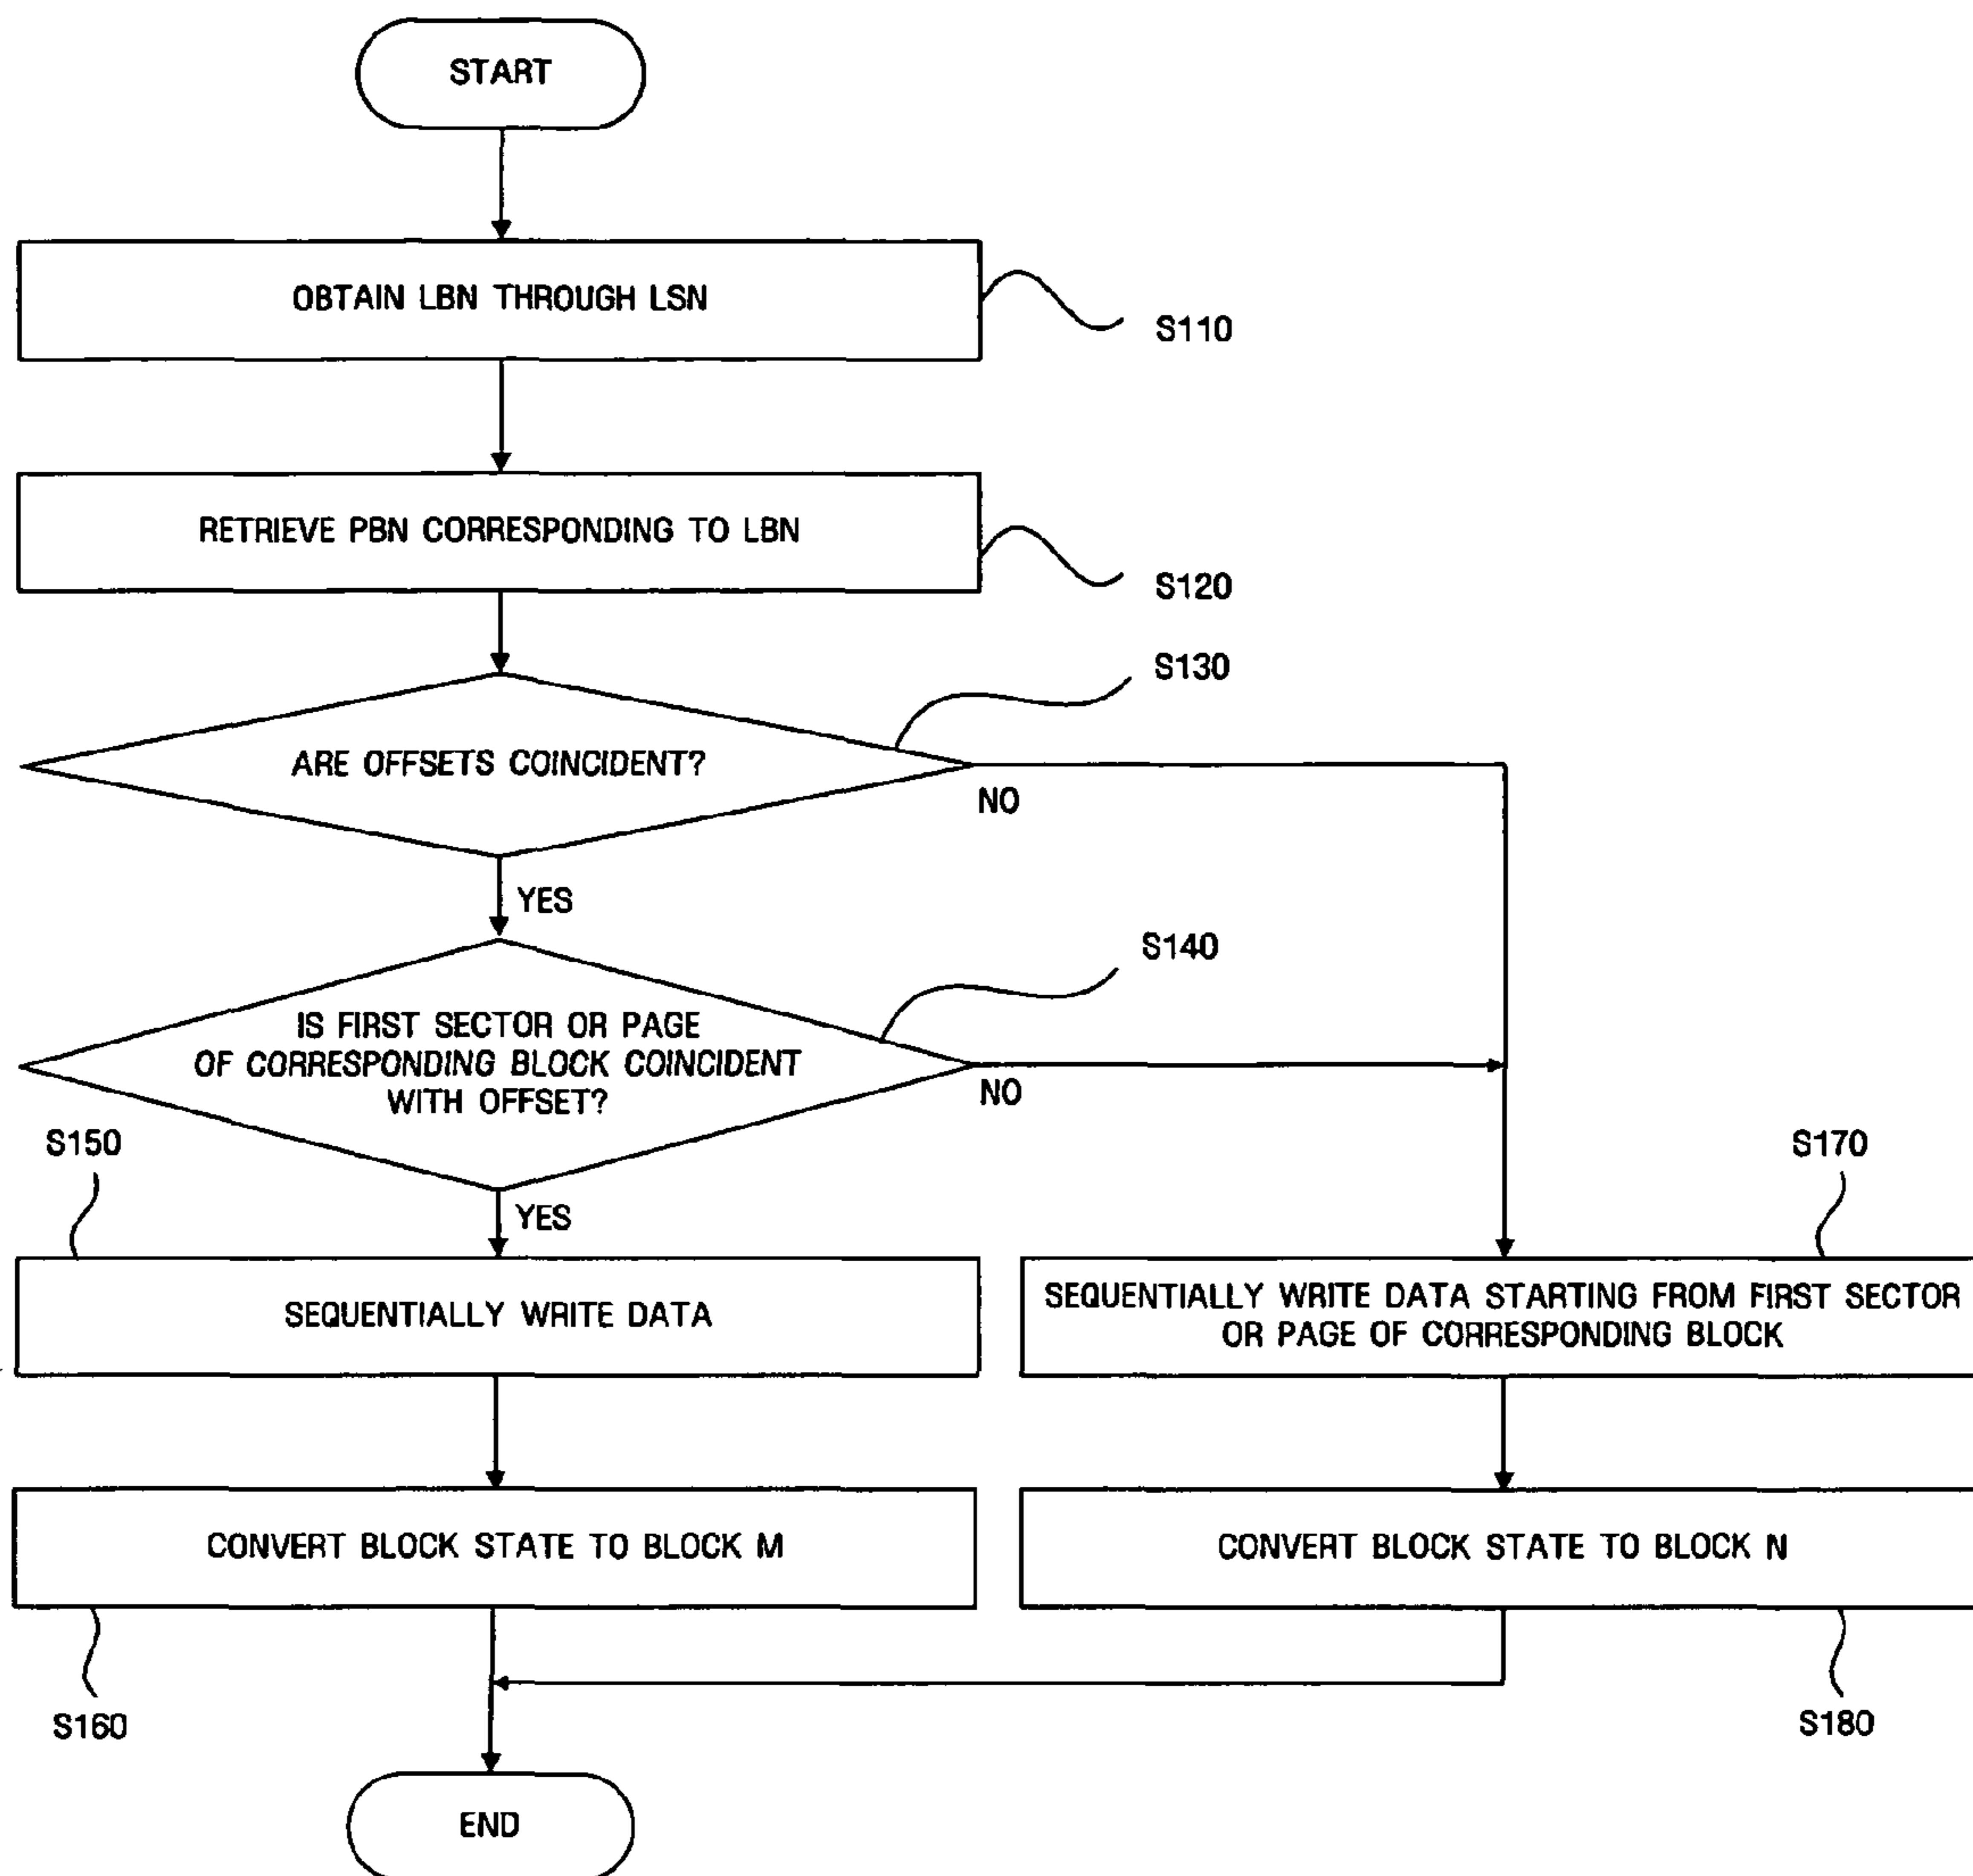 START
OBTAIN LBN THROUGH LSN
S110
RETRIEVE PBN CORRESPONDING TO LBN
S120
S130
ARE OFFSETS COINCIDENT?
NO
YES
S140
IS FIRST SECTOR OR PAGE
OF CORRESPONDING BLOCK COINCIDENT
WITH OFFSET?
NO
S150
YES
S170
SEQUENTIALLY WRITE DATA
SEQUENTIALLY WRITE DATA STARTING FROM FIRST SECTOR
OR PAGE OF CORRESPONDING BLOCK
CONVERT BLOCK STATE TO BLOCK M
CONVERT BLOCK STATE TO BLOCK N
S160
S180
END